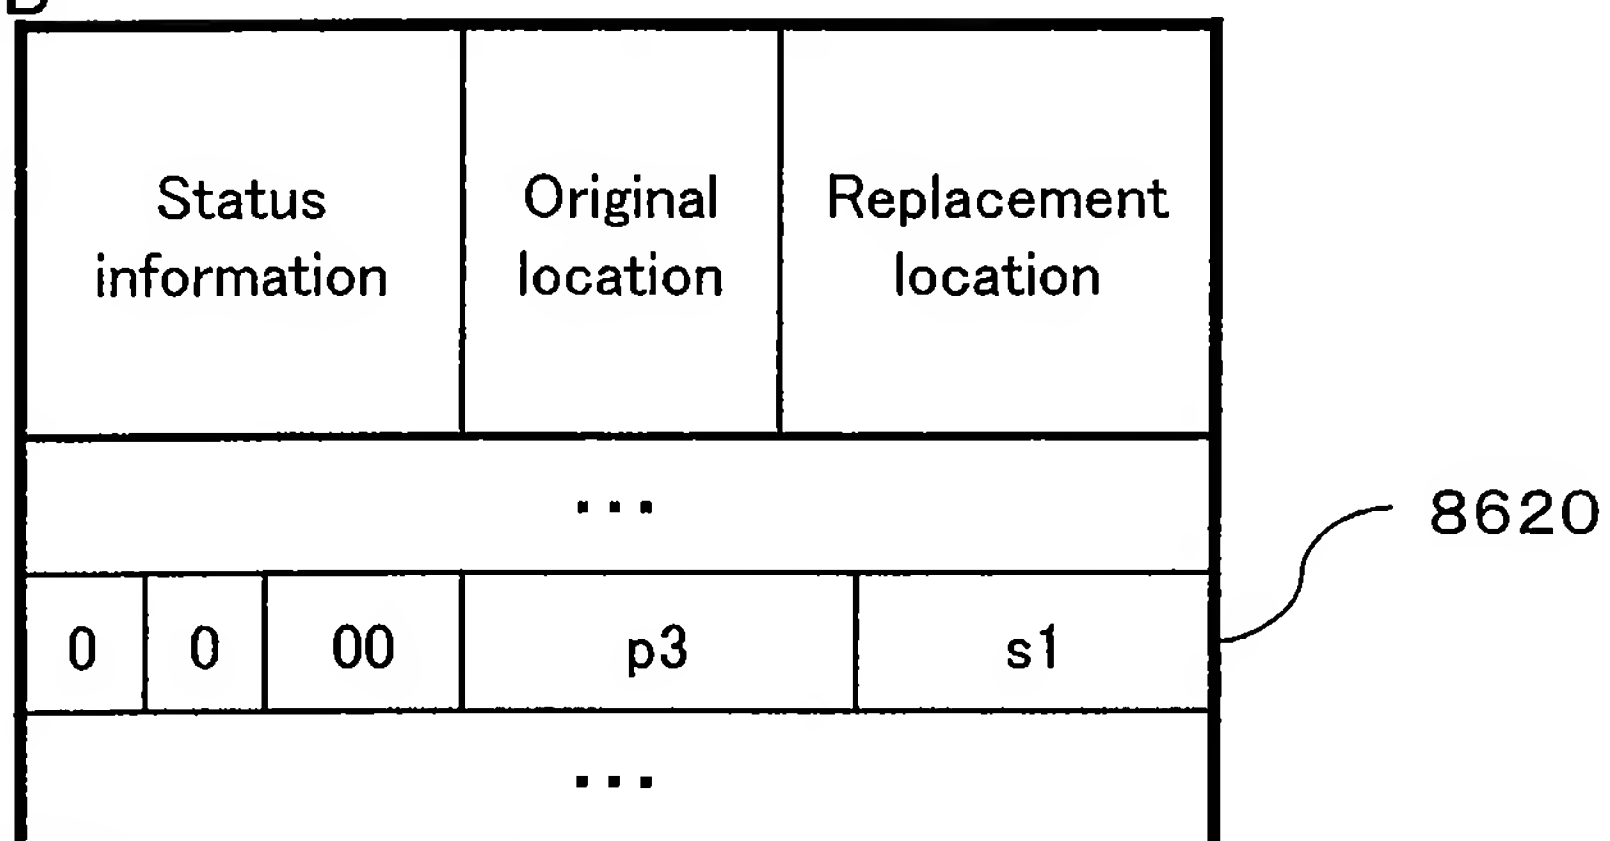 Status information
Original location
Replacement location
...
8620
0 0 00 p3 s1
...